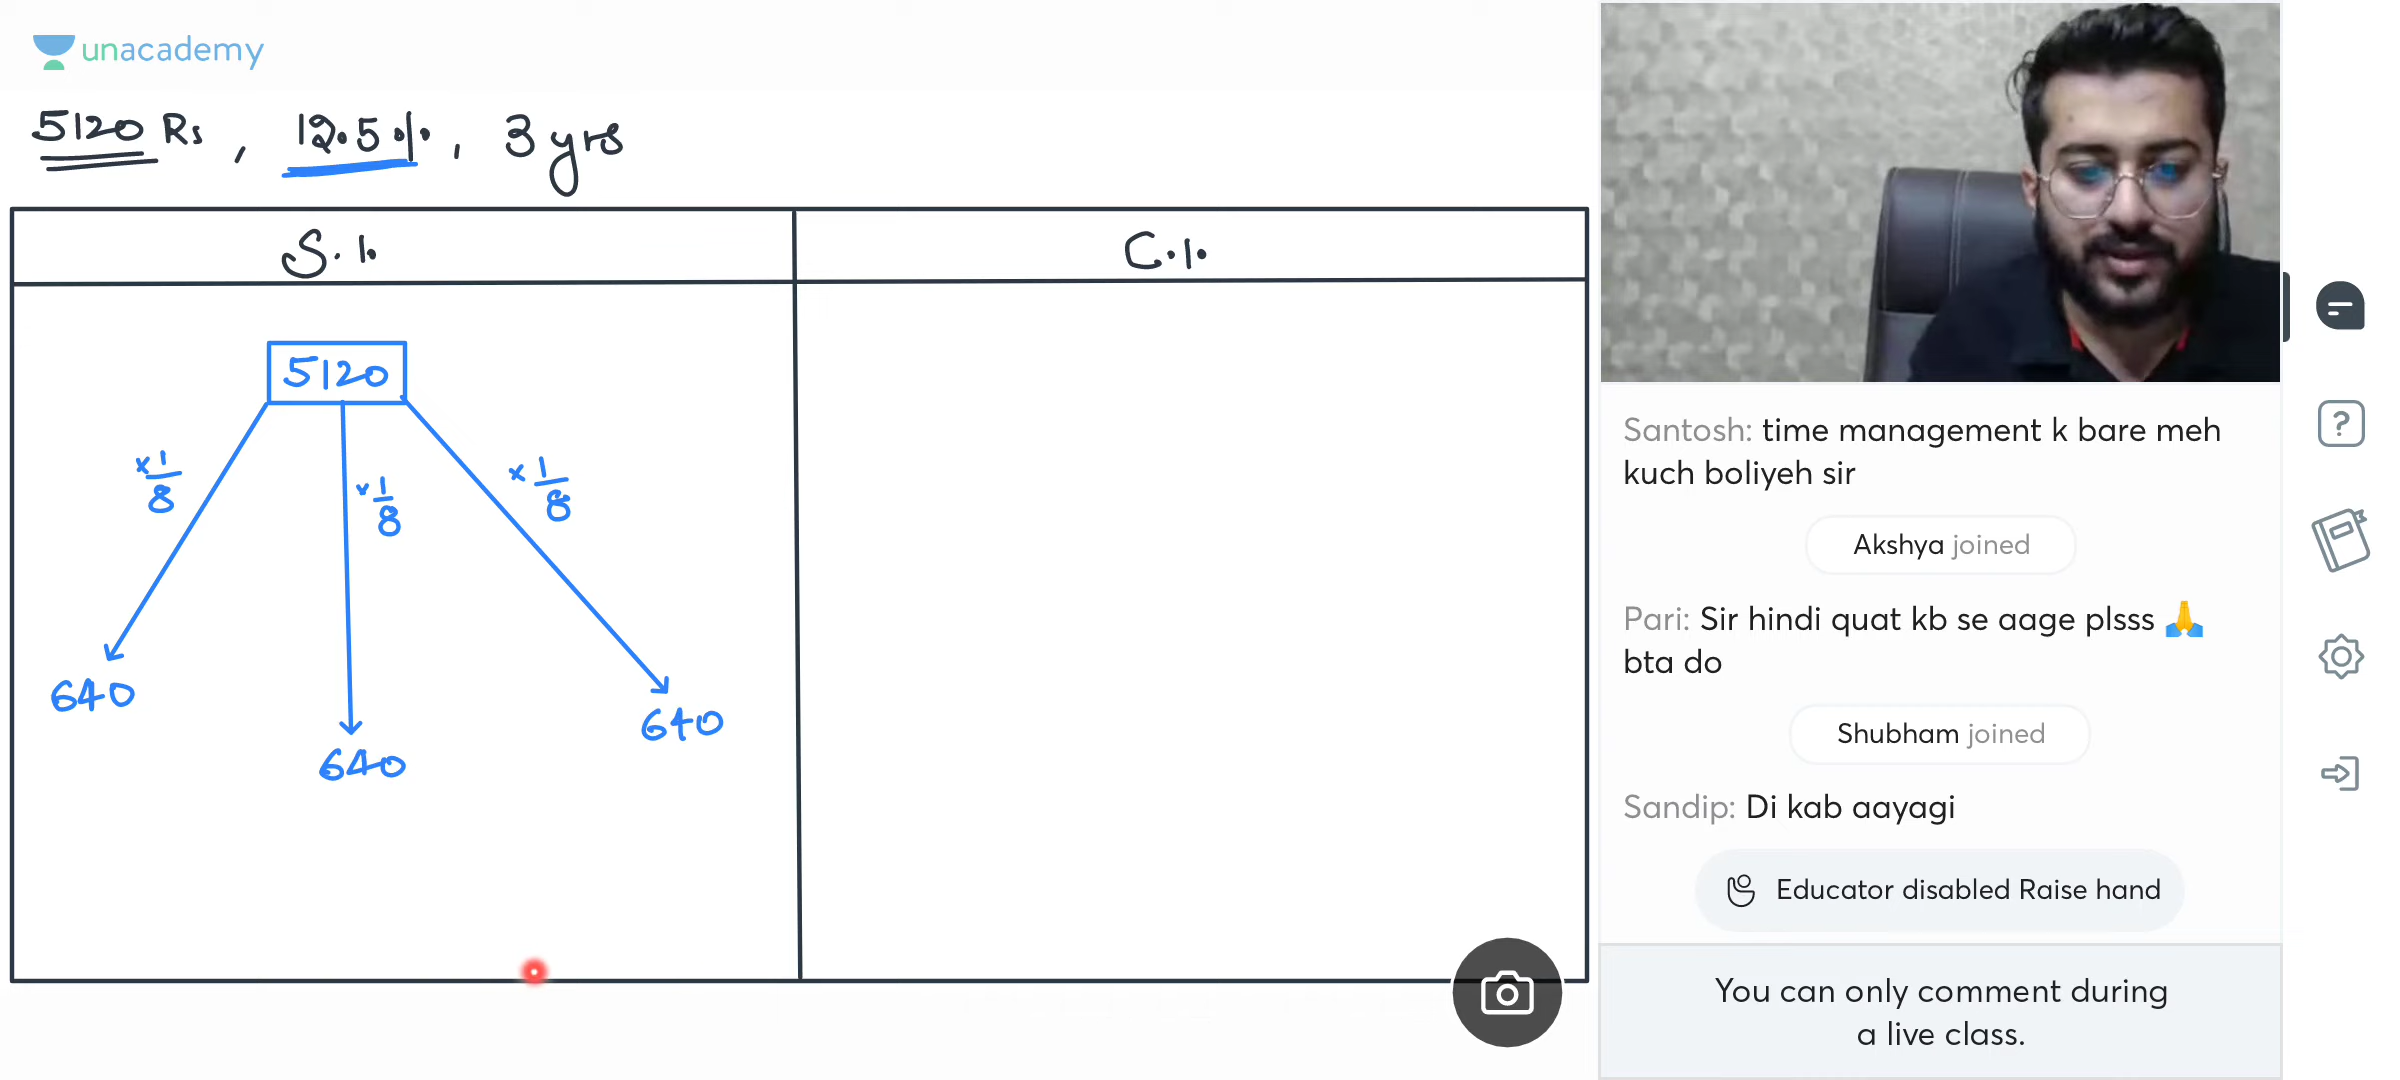 unacademy
5120 Rs , 12.5 % , 3 yrs
S.I.
C.I.
5120
× 1/8
× 1/8
× 1/8
640
640
640
Santosh: time management k bare meh
kuch boliyeh sir
Akshya joined
Pari: Sir hindi quat kb se aage plsss 🙏
bta do
Shubham joined
Sandip: Di kab aayagi
Educator disabled Raise hand
You can only comment during
a live class.